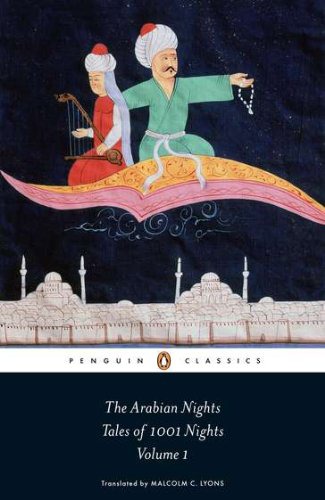 PENGUIN CLASSICS
The Arabian Nights
Tales of 1001 Nights
Volume 1
Translated by MALCOLM C. LYONS